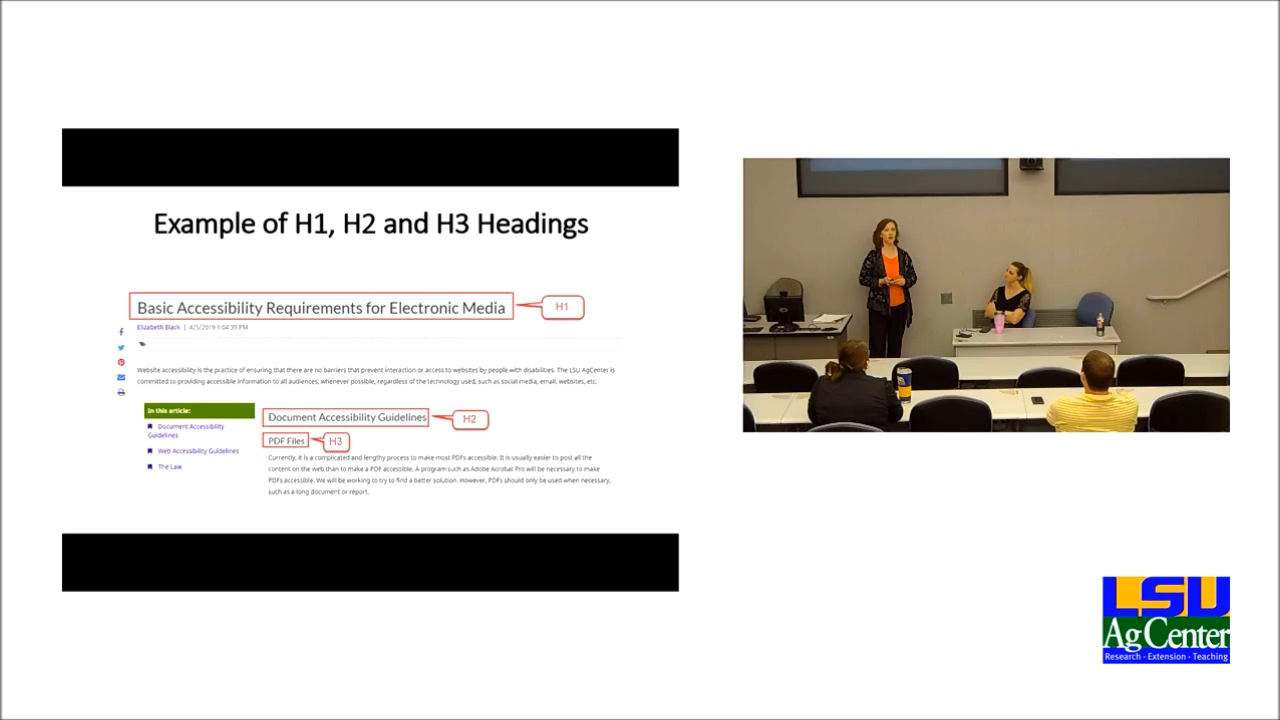 Example of H1, H2 and H3 Headings
Basic Accessibility Requirements for Electronic Media
H1
Elizabeth Black | 4/5/2019 1:04:39 PM
Website accessibility is the practice of ensuring that there are no barriers that prevent interaction or access to websites by people with disabilities. The LSU AgCenter is
committed to providing accessible information to all audiences, whenever possible, regardless of the technology used, such as social media, email, websites, etc.
In this article:
Document Accessibility
Guidelines
Web Accessibility Guidelines
The Law
Document Accessibility Guidelines
H2
PDF Files
H3
Currently, it is a complicated and lengthy process to make most PDFs accessible. It is usually easier to post all the
content on the web than to make a PDF accessible. A program such as Adobe Acrobat Pro will be necessary to make
PDFs accessible. We will be working to try to find a better solution. However, PDFs should only be used when necessary,
such as a long document or report.
LSU
AgCenter
Research - Extension - Teaching